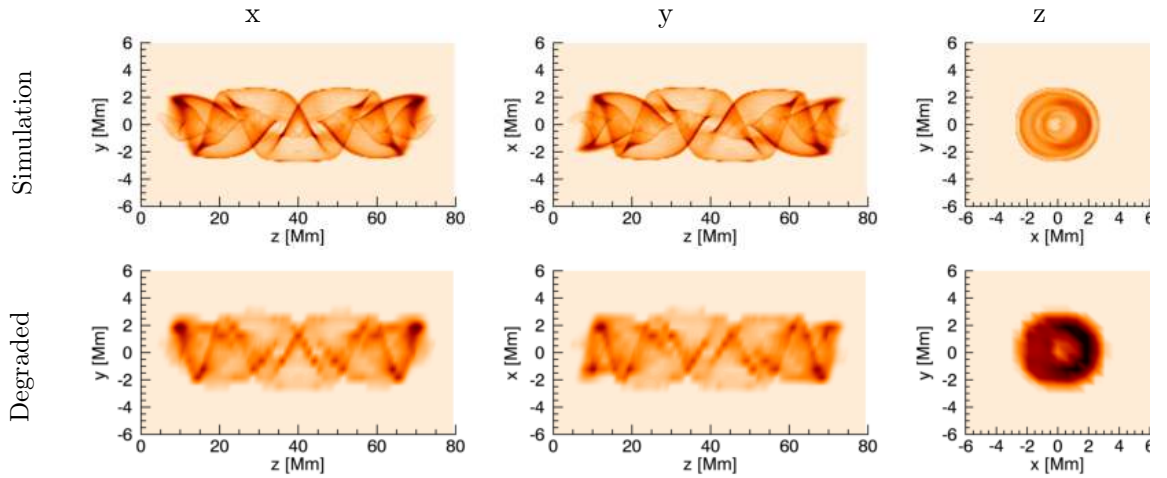 x y z
Simulation
6 6 6
4 4 4
2 2 2
y [Mm] 0 x [Mm] 0 y [Mm] 0
-2 -2 -2
-4 -4 -4
-6 -6 -6
0 20 40 60 80 0 20 40 60 80 -6 -4 -2 0 2 4 6
z [Mm] z [Mm] x [Mm]
Degraded
6 6 6
4 4 4
2 2 2
y [Mm] 0 x [Mm] 0 y [Mm] 0
-2 -2 -2
-4 -4 -4
-6 -6 -6
0 20 40 60 80 0 20 40 60 80 -6 -4 -2 0 2 4 6
z [Mm] z [Mm] x [Mm]